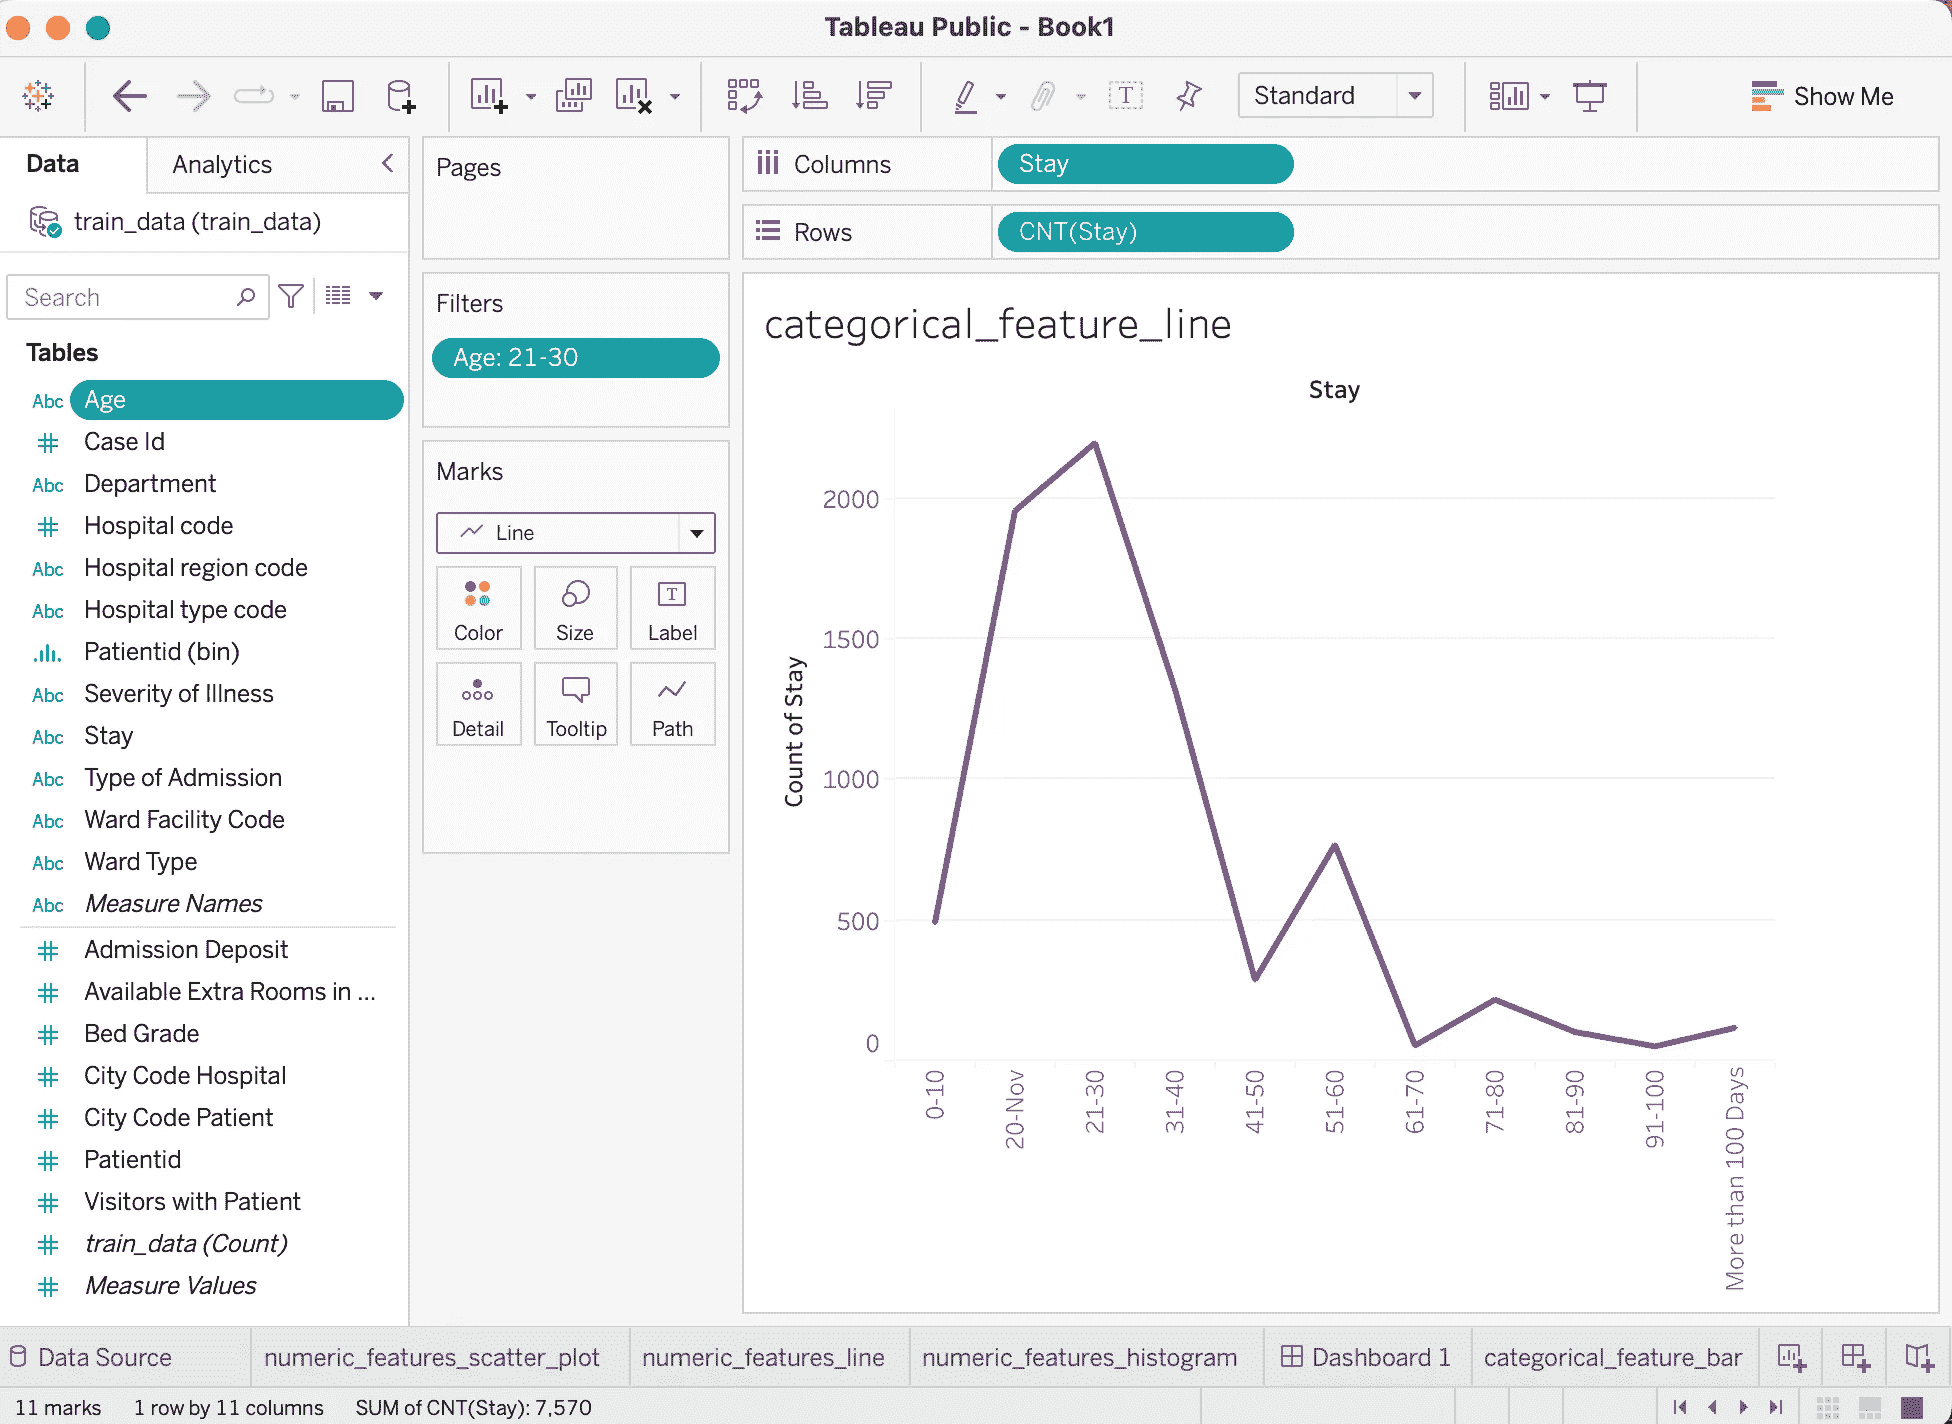 Tableau Public - Book1
Standard
Show Me
Data
Analytics
train_data (train_data)
Search
Tables
Abc Age
# Case Id
Abc Department
# Hospital code
Abc Hospital region code
Abc Hospital type code
Patientid (bin)
Abc Severity of Illness
Abc Stay
Abc Type of Admission
Abc Ward Facility Code
Abc Ward Type
Abc Measure Names
# Admission Deposit
# Available Extra Rooms in ...
# Bed Grade
# City Code Hospital
# City Code Patient
# Patientid
# Visitors with Patient
# train_data (Count)
# Measure Values
Pages
Filters
Age: 21-30
Marks
Line
Color
Size
T
Label
Detail
Tooltip
Path
Columns
Stay
Rows
CNT(Stay)
categorical_feature_line
Stay
Count of Stay
2000
1500
1000
500
0
0-10
20-Nov
21-30
31-40
41-50
51-60
61-70
71-80
81-90
91-100
More than 100 Days
Data Source
numeric_features_scatter_plot
numeric_features_line
numeric_features_histogram
Dashboard 1
categorical_feature_bar
11 marks
1 row by 11 columns
SUM of CNT(Stay): 7,570